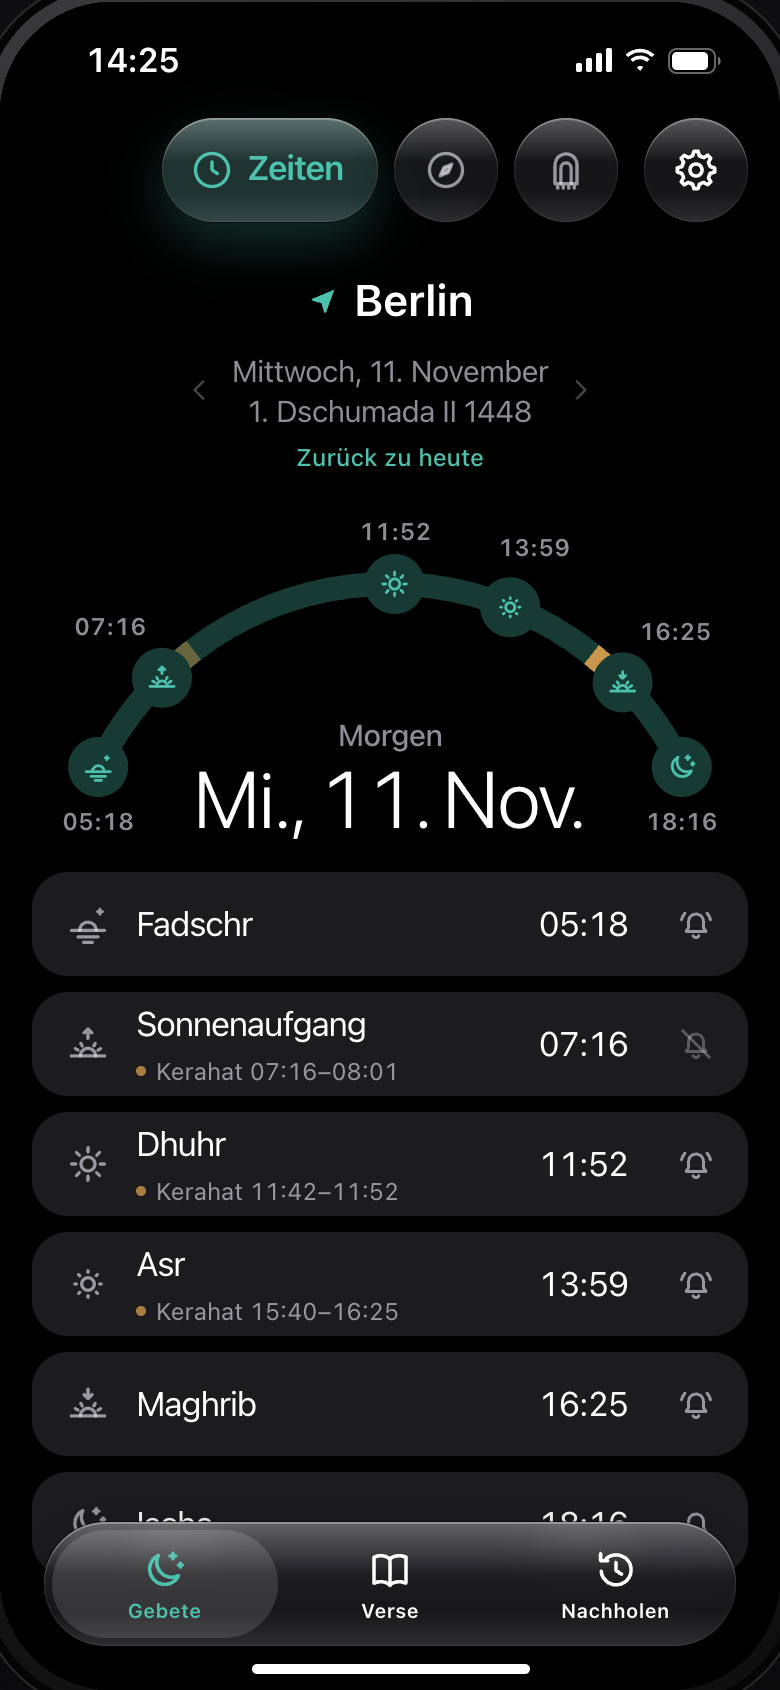 14:25
Zeiten
Berlin
Mittwoch, 11. November
1. Dschumada II 1448
Zurück zu heute
11:52
13:59
07:16
16:25
05:18
18:16
Morgen
Mi., 11. Nov.
Fadschr 05:18
Sonnenaufgang 07:16
Kerahat 07:16–08:01
Dhuhr 11:52
Kerahat 11:42–11:52
Asr 13:59
Kerahat 15:40–16:25
Maghrib 16:25
18:16
Gebete
Verse
Nachholen